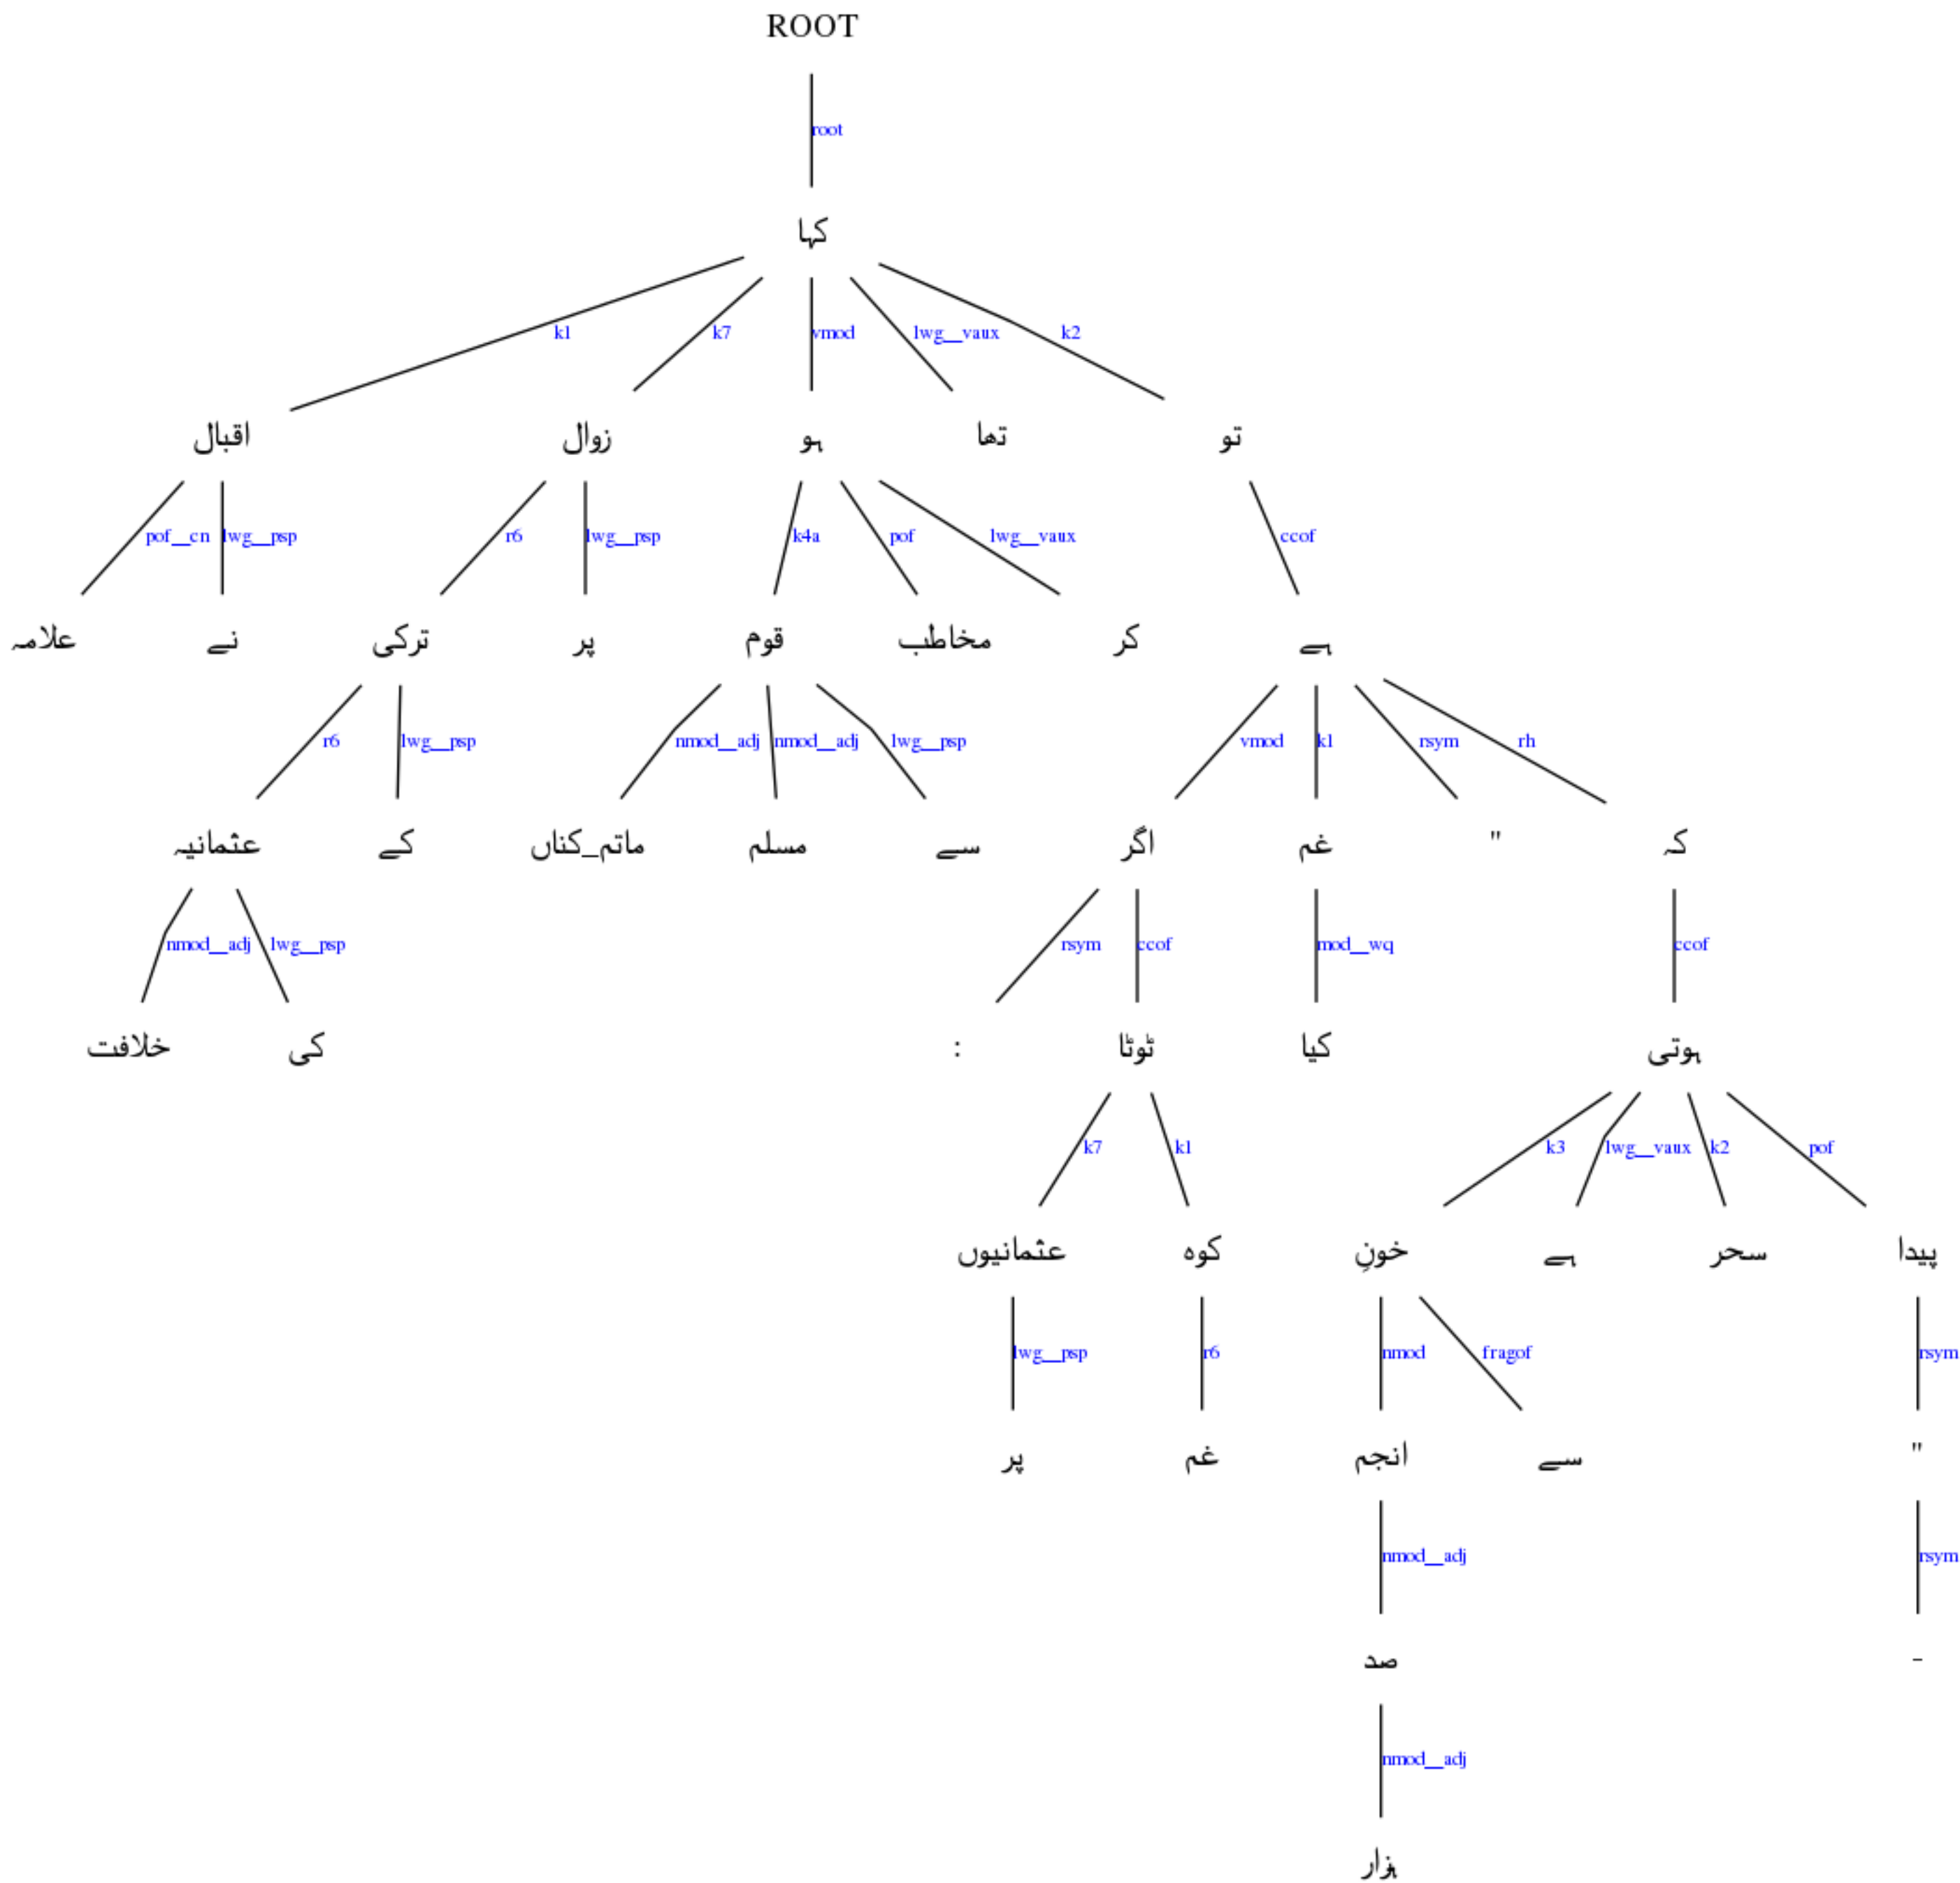 ROOT
root
کہا
k1 k7 vmod lwg__vaux k2
اقبال زوال ہو تھا تو
pof__cn lwg__psp r6 lwg__psp k4a pof lwg__vaux ccof
علامہ نے ترکی پر قوم مخاطب کر ہے
r6 lwg__psp nmod__adj nmod__adj lwg__psp vmod k1 rsym rh
عثمانیہ کے ماتم_کناں مسلم سے اگر غم " کہ
nmod__adj lwg__psp rsym ccof mod__wq ccof
خلافت کی : ٹوٹا کیا ہوتی
k7 k1 k3 lwg__vaux k2 pof
عثمانیوں کوہ خونِ ہے سحر پیدا
lwg__psp r6 nmod fragof rsym
پر غم انجم سے "
nmod__adj rsym
صد -
nmod__adj
ہزار